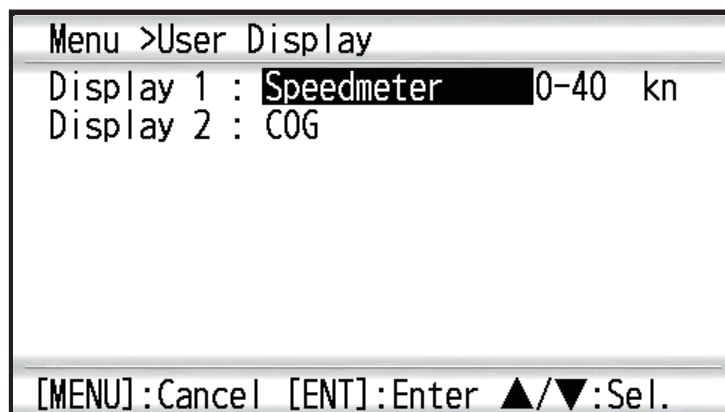 Menu >User Display
Display 1 : Speedmeter 0-40 kn
Display 2 : COG
[MENU]:Cancel [ENT]:Enter ▲/▼:Sel.